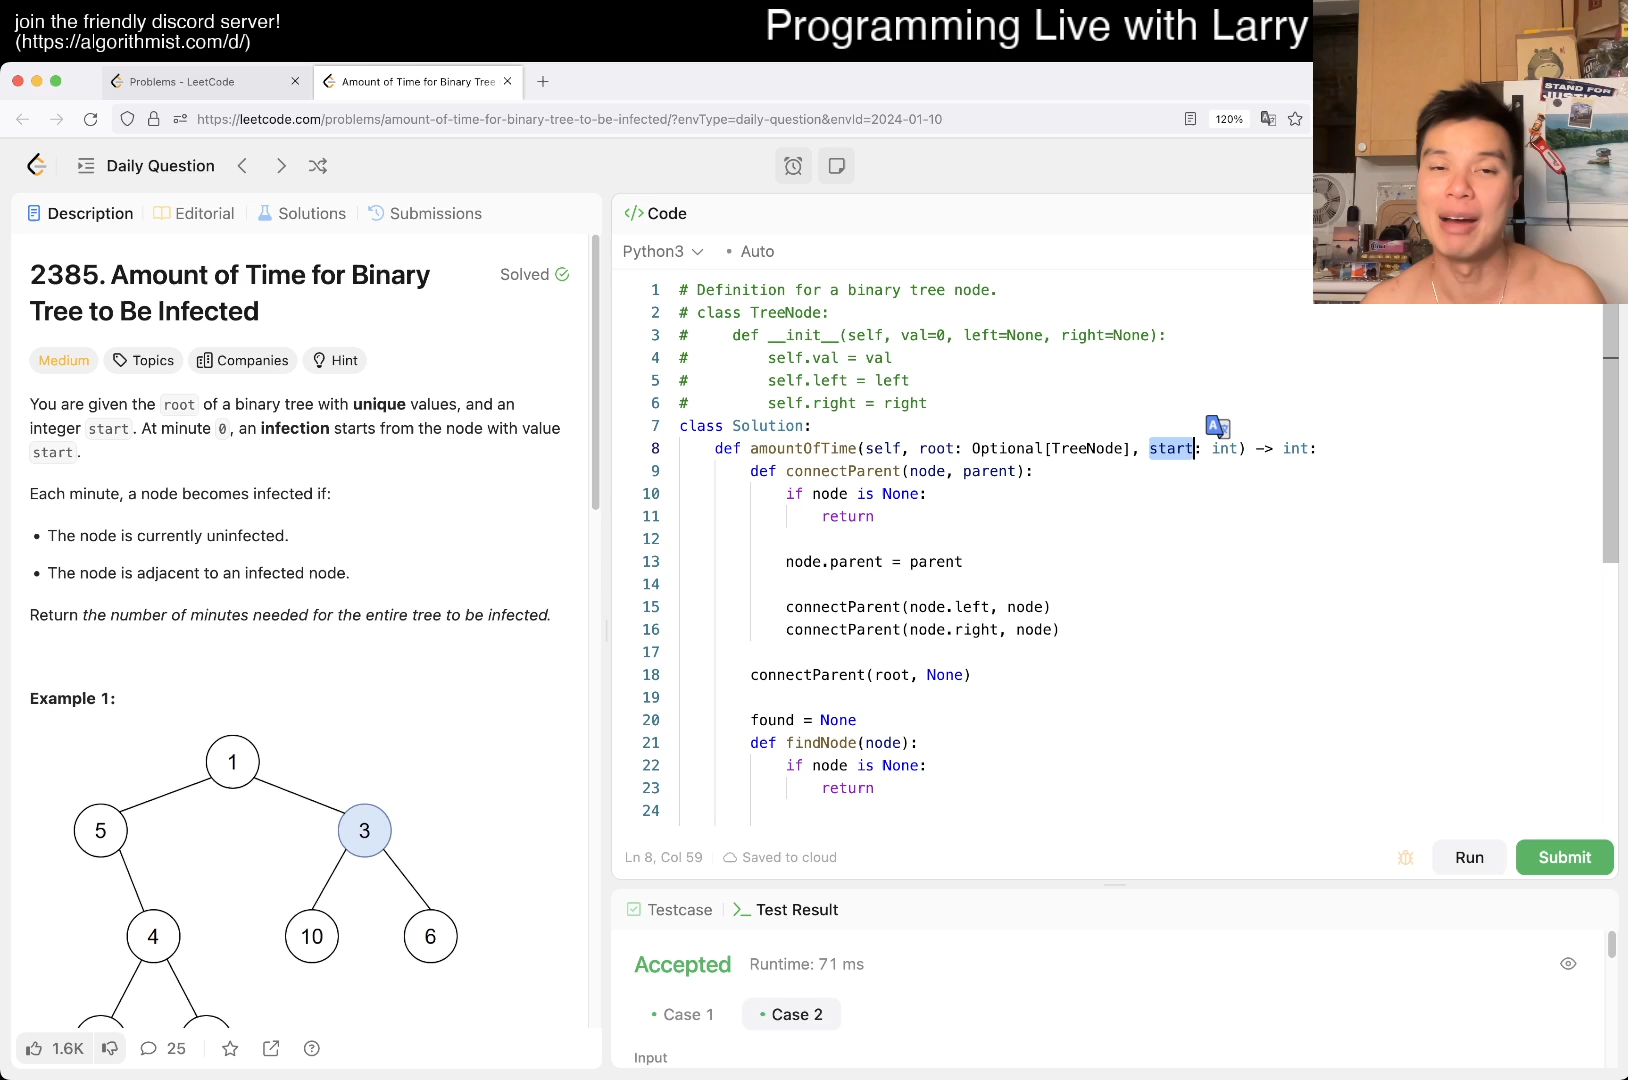 join the friendly discord server!
(https://algorithmist.com/d/)
Programming Live with Larry
Problems - LeetCode
Amount of Time for Binary Tree
https://leetcode.com/problems/amount-of-time-for-binary-tree-to-be-infected/?envType=daily-question&envId=2024-01-10
120%
Daily Question
Description
Editorial
Solutions
Submissions
2385. Amount of Time for Binary
Tree to Be Infected
Solved
Medium
Topics
Companies
Hint
You are given the root of a binary tree with unique values, and an
integer start. At minute 0, an infection starts from the node with value
start.
Each minute, a node becomes infected if:
• The node is currently uninfected.
• The node is adjacent to an infected node.
Return the number of minutes needed for the entire tree to be infected.
Example 1:
1
5
3
4
10
6
1.6K
25
</> Code
Python3
• Auto
1 # Definition for a binary tree node.
2 # class TreeNode:
3 #     def __init__(self, val=0, left=None, right=None):
4 #         self.val = val
5 #         self.left = left
6 #         self.right = right
7 class Solution:
8     def amountOfTime(self, root: Optional[TreeNode], start: int) -> int:
9         def connectParent(node, parent):
10             if node is None:
11                 return
12
13             node.parent = parent
14
15             connectParent(node.left, node)
16             connectParent(node.right, node)
17
18         connectParent(root, None)
19
20         found = None
21         def findNode(node):
22             if node is None:
23                 return
24
Ln 8, Col 59
Saved to cloud
Run
Submit
Testcase
Test Result
Accepted
Runtime: 71 ms
• Case 1
• Case 2
Input
STAND FOR